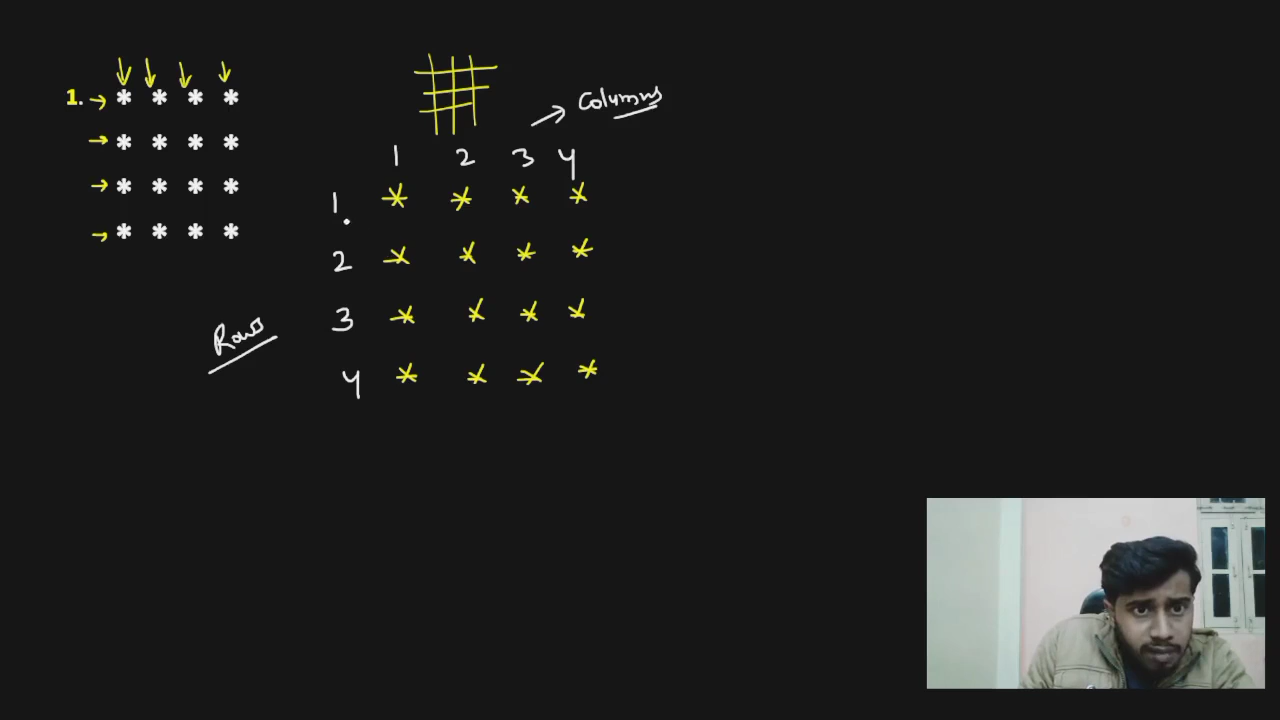 1. → * * * *
→ * * * *
→ * * * *
→ * * * *
→ Columns
1 2 3 4
1. * * * *
2 * * * *
3 * * * *
Rows
4 * * * *